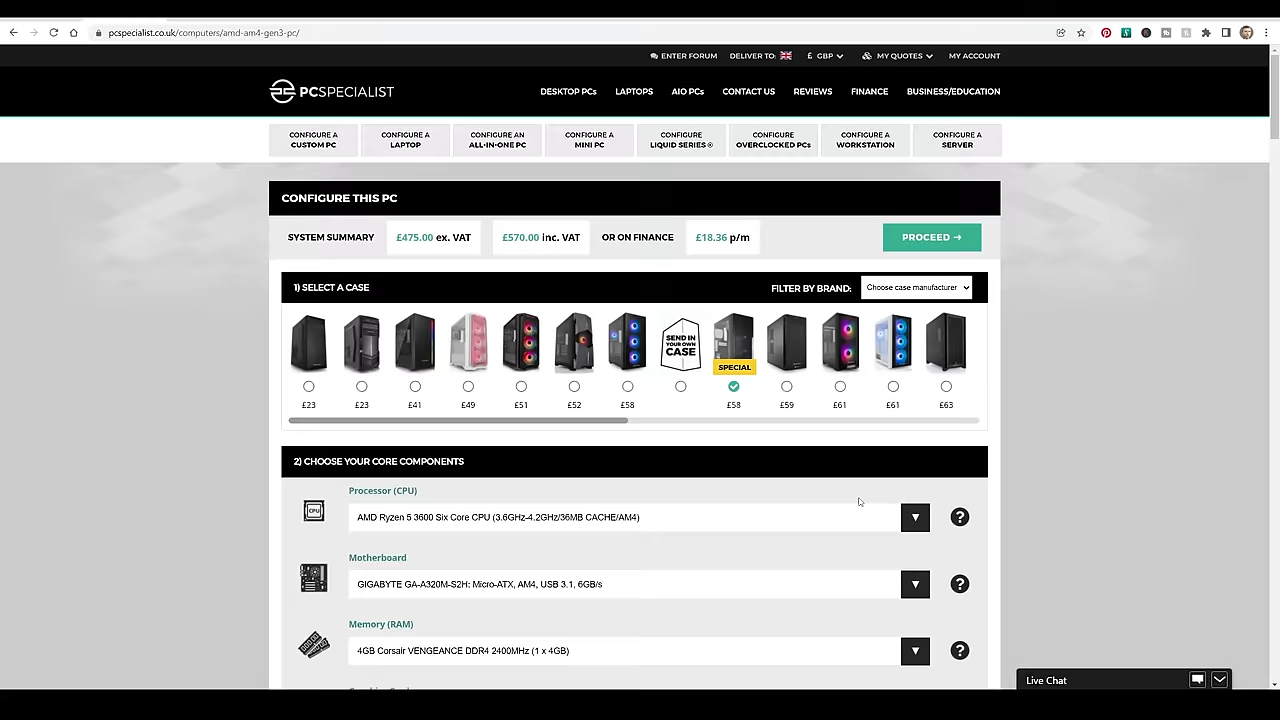 pcspecialist.co.uk/computers/amd-am4-gen3-pc/
ENTER FORUM DELIVER TO: £ GBP MY QUOTES MY ACCOUNT
PCSPECIALIST DESKTOP PCs LAPTOPS AIO PCs CONTACT US REVIEWS FINANCE BUSINESS/EDUCATION
CONFIGURE A CONFIGURE A CONFIGURE AN CONFIGURE A CONFIGURE CONFIGURE CONFIGURE A CONFIGURE A
CUSTOM PC LAPTOP ALL-IN-ONE PC MINI PC LIQUID SERIES ® OVERCLOCKED PCs WORKSTATION SERVER
CONFIGURE THIS PC
SYSTEM SUMMARY £475.00 ex. VAT £570.00 inc. VAT OR ON FINANCE £18.36 p/m PROCEED →
1) SELECT A CASE FILTER BY BRAND: Choose case manufacturer
SEND IN
YOUR OWN
CASE
SPECIAL
£23 £23 £41 £49 £51 £52 £58 £58 £59 £61 £61 £63
2) CHOOSE YOUR CORE COMPONENTS
Processor (CPU)
CPU
AMD Ryzen 5 3600 Six Core CPU (3.6GHz-4.2GHz/36MB CACHE/AM4) ▼ ?
Motherboard
GIGABYTE GA-A320M-S2H: Micro-ATX, AM4, USB 3.1, 6GB/s ▼ ?
Memory (RAM)
4GB Corsair VENGEANCE DDR4 2400MHz (1 x 4GB) ▼ ?
Live Chat